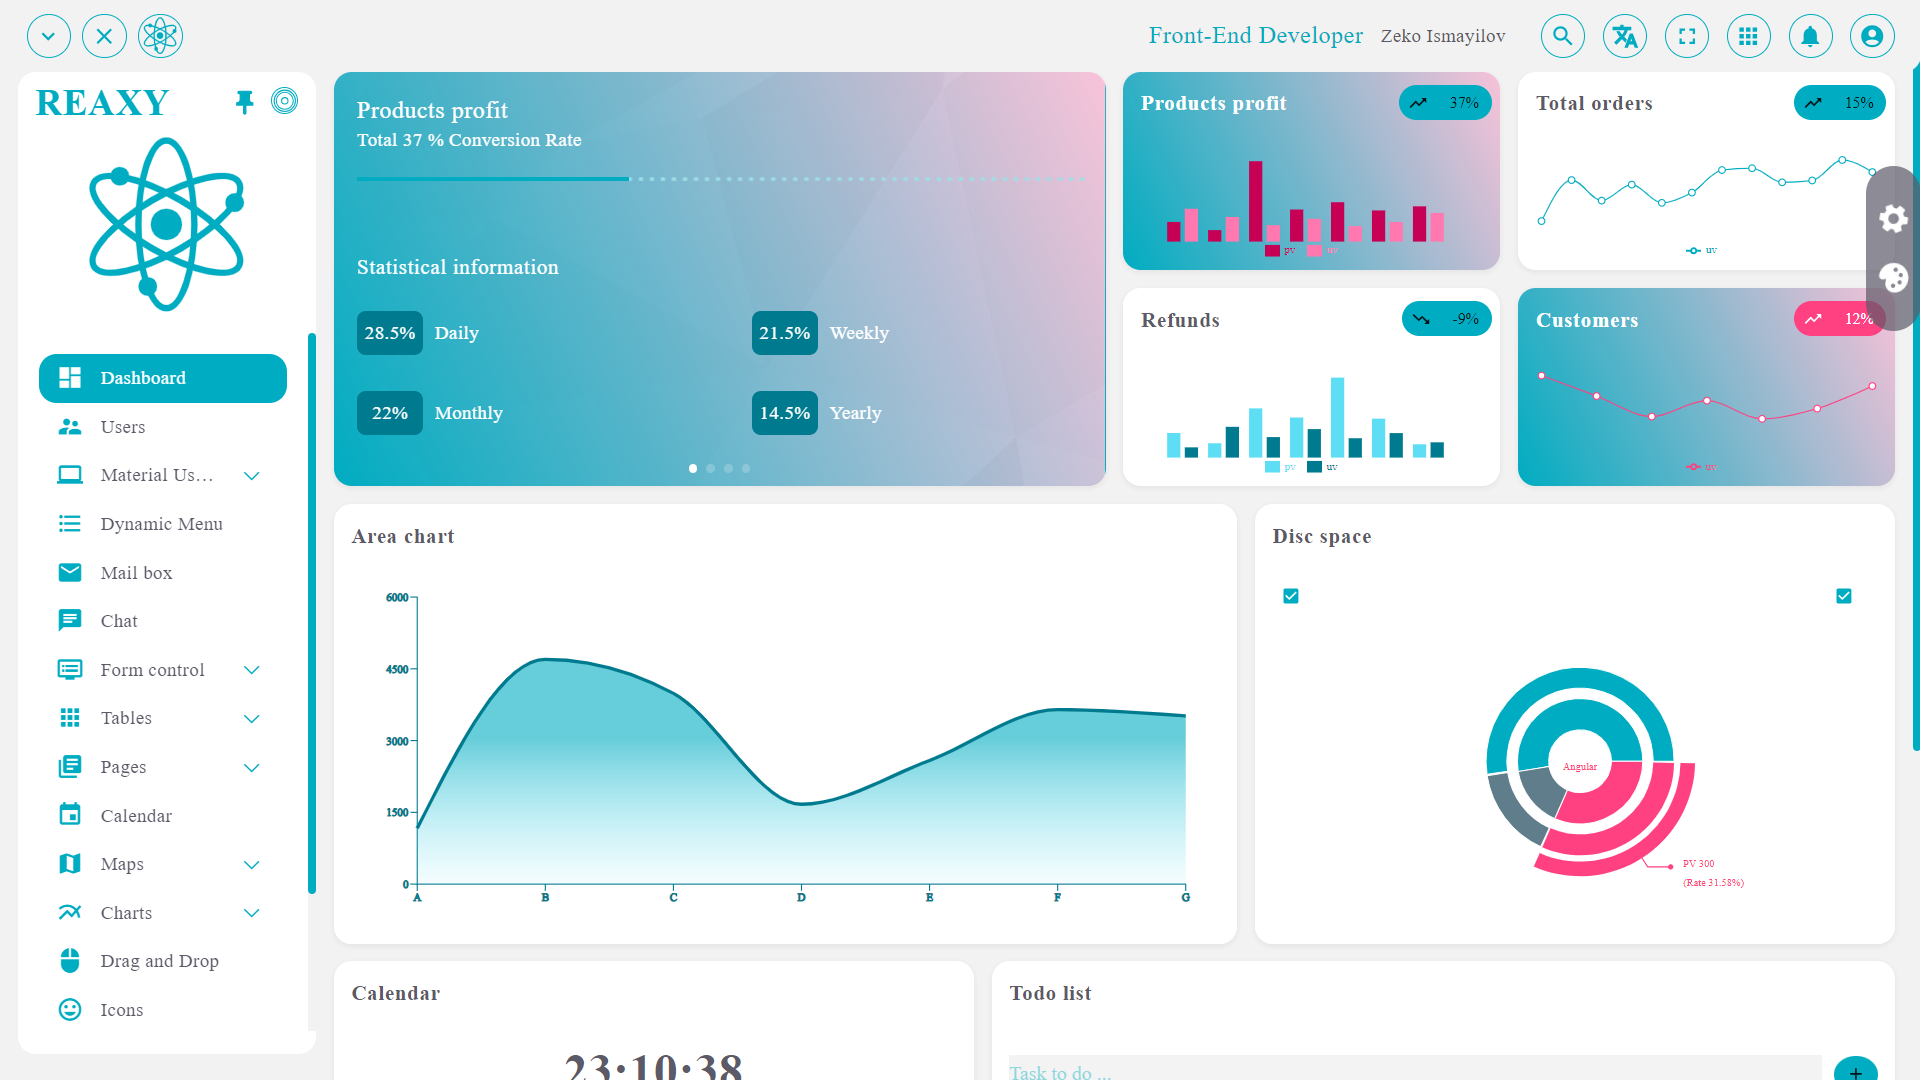 Front-End Developer Zeko Ismayilov
REAXY
Dashboard
Users
Material Us...
Dynamic Menu
Mail box
Chat
Form control
Tables
Pages
Calendar
Maps
Charts
Drag and Drop
Icons
Products profit
Total 37 % Conversion Rate
Statistical information
28.5% Daily
21.5% Weekly
22% Monthly
14.5% Yearly
Products profit
37%
pv uv
Total orders
15%
uv
Refunds
-9%
pv uv
Customers
12%
uv
Area chart
6000
4500
3000
1500
0
A B C D E F G
Disc space
Angular
PV 300
(Rate 31.58%)
Calendar
23:10:38
Todo list
Task to do ...